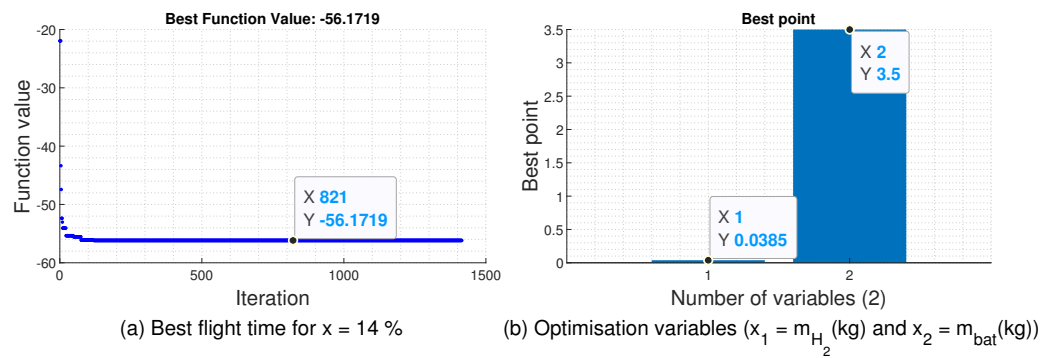 Best Function Value: -56.1719
-20
-30
-40
-50
-60
Function value
X 821
Y -56.1719
0
500
1000
1500
Iteration
(a) Best flight time for x = 14 %
Best point
3.5
3
2.5
2
1.5
1
0.5
0
Best point
X 2
Y 3.5
X 1
Y 0.0385
1
2
Number of variables (2)
(b) Optimisation variables (x₁ = m_H₂(kg) and x₂ = m_bat(kg))